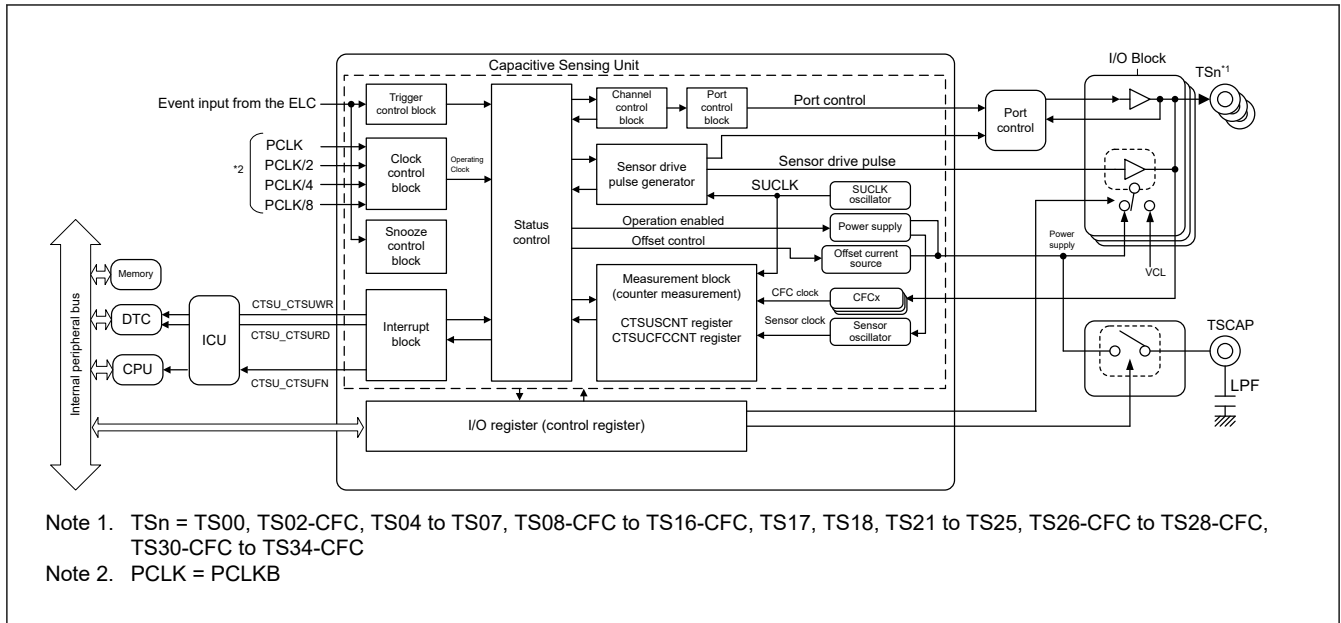 Capacitive Sensing Unit
I/O Block
TSn*1
Event input from the ELC
Trigger
control block
Channel
control
block
Port
control
block
Port control
Port
control
*2
PCLK
PCLK/2
PCLK/4
PCLK/8
Clock
control
block
Operating
Clock
Sensor drive
pulse generator
Sensor drive pulse
SUCLK
SUCLK
oscillator
Status
control
Snooze
control
block
Operation enabled
Power supply
Offset control
Offset current
source
Power
supply
VCL
Internal peripheral bus
Memory
DTC
CPU
ICU
CTSU_CTSUWR
CTSU_CTSURD
CTSU_CTSUFN
Interrupt
block
Measurement block
(counter measurement)
CTSUSCNT register
CTSUCFCCNT register
CFC clock
CFCx
Sensor clock
Sensor
oscillator
TSCAP
LPF
I/O register (control register)
Note 1. TSn = TS00, TS02-CFC, TS04 to TS07, TS08-CFC to TS16-CFC, TS17, TS18, TS21 to TS25, TS26-CFC to TS28-CFC,
TS30-CFC to TS34-CFC
Note 2. PCLK = PCLKB